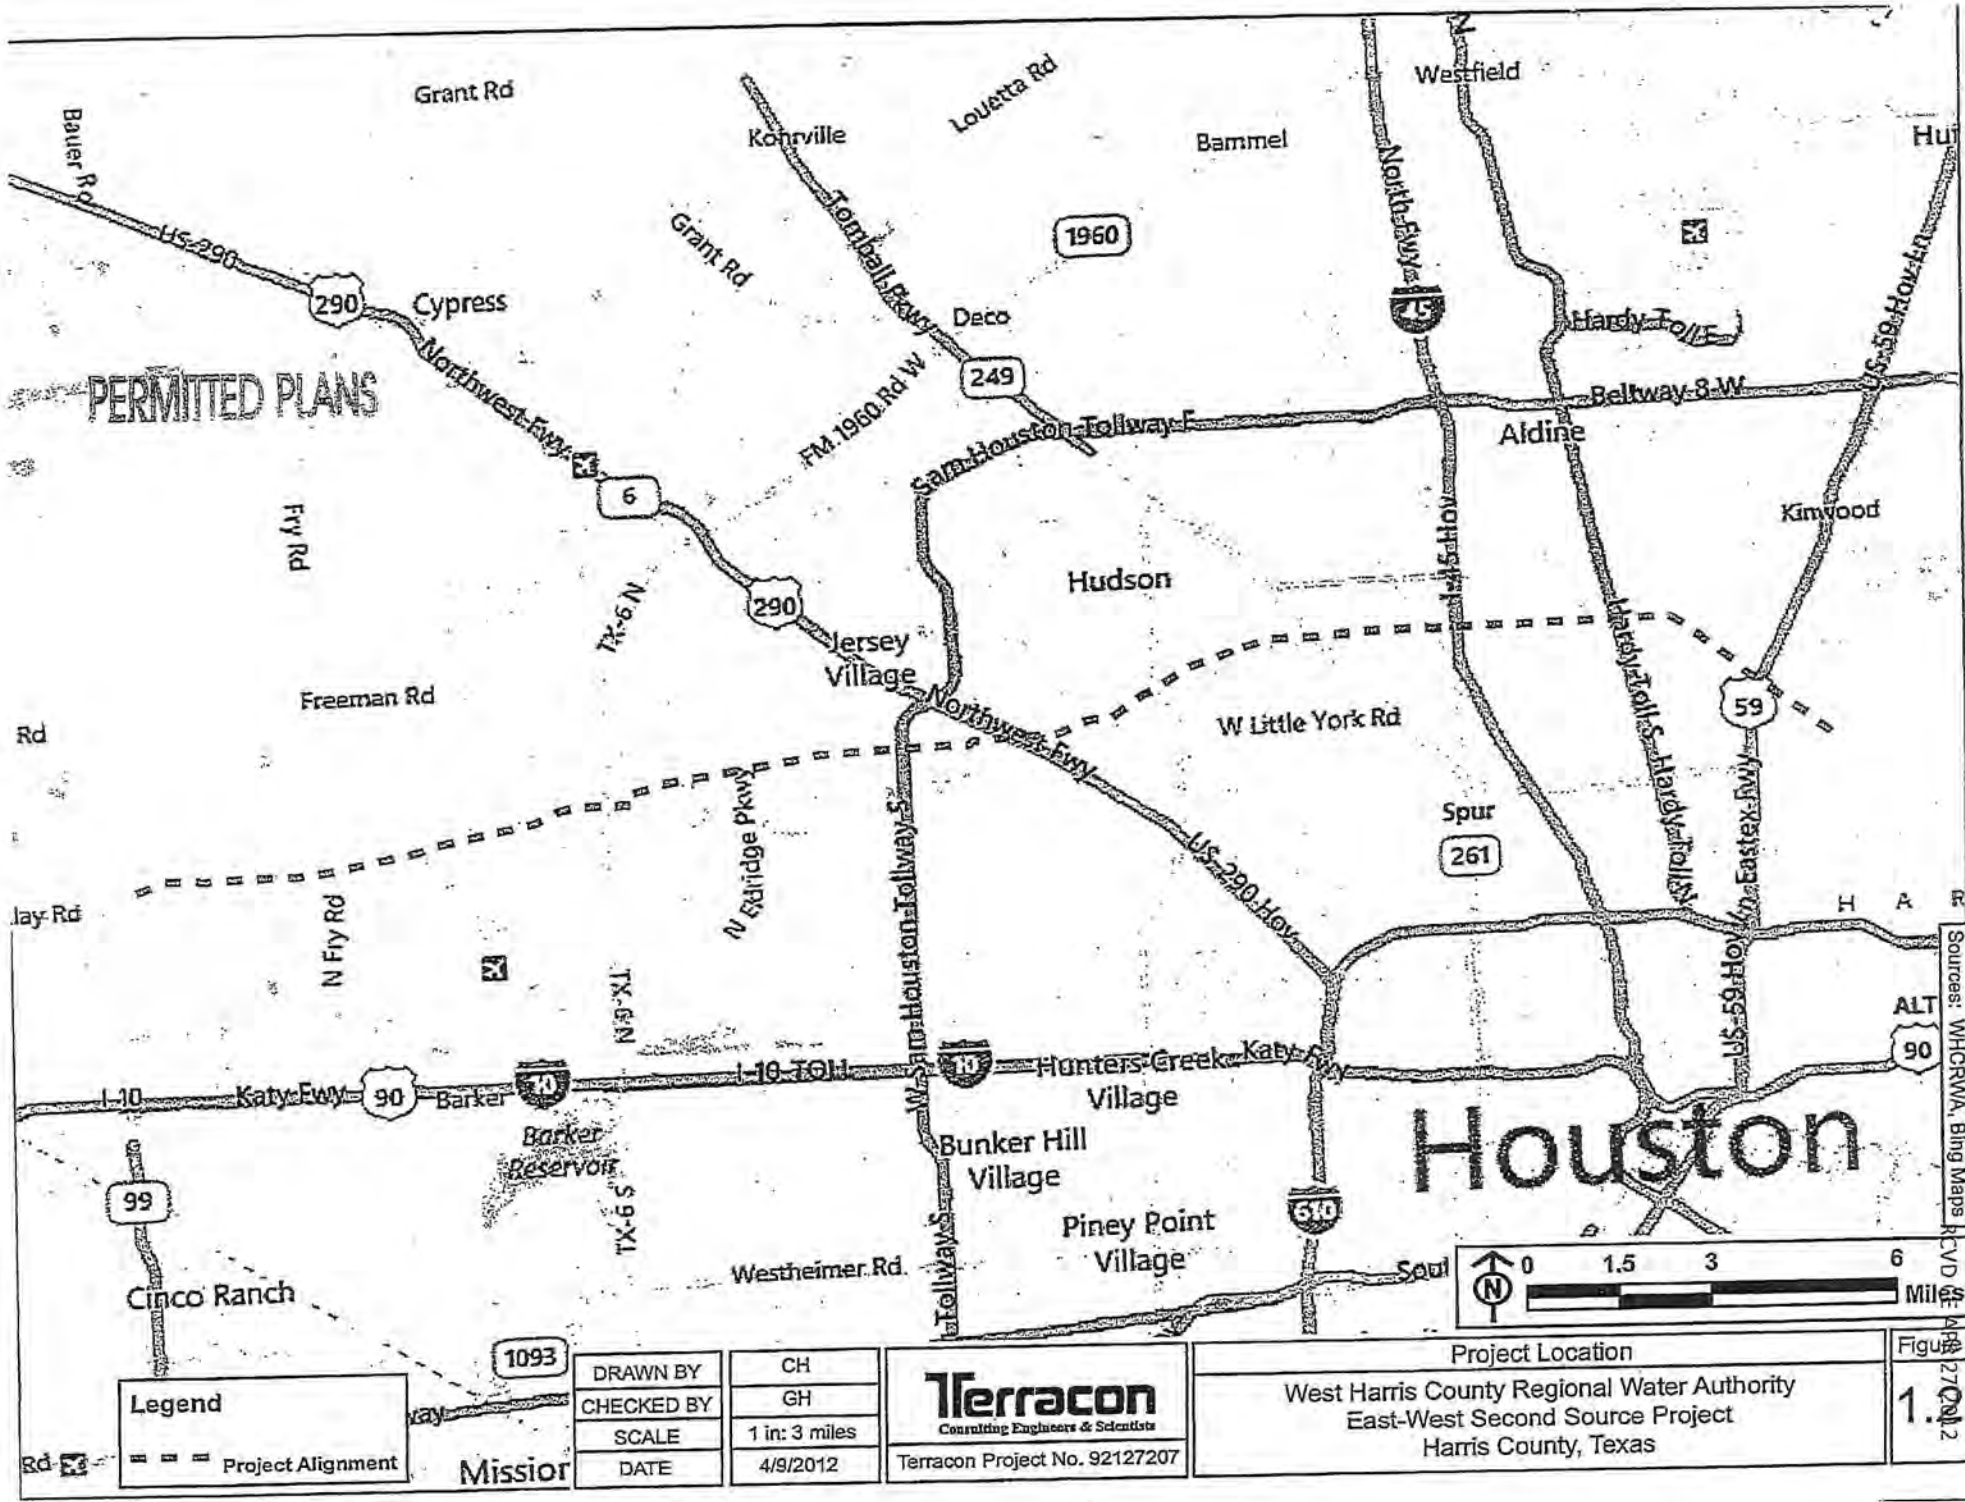 Grant Rd
Louetta Rd
Westfield
Bauer Rd
Kohrville
Bammel
North Fwy
Tomball Pkwy
Grant Rd
1960
US-290
US-59 Hov Ln
290
Cypress
Deco
Hardy Toll
Northwest Fwy
PERMITTED PLANS
249
FM 1960 Rd W
Beltway 8 W
Sam Houston Tollway E
Aldine
6
Kimwood
Fry Rd
I-45 Hov
Hudson
290
TX-6 N
Jersey
Village
Hardy Toll S
Freeman Rd
Northwest Fwy
59
W Little York Rd
Rd
N Eldridge Pkwy
W Sam Houston Tollway S
Hardy Toll N
Eastex Fwy
Spur
261
US-290 Hov
lay Rd
N Fry Rd
H A R
TX-6 N
US-59 Hov Ln
ALT
90
I-10
Katy Fwy
90
Barker
10
I-10 TOLL
10
Hunters Creek
Village
Katy Fwy
Houston
Barker
Reservoir
Bunker Hill
Village
99
TX-6 S
610
Piney Point
Village
Westheimer Rd
Tollway S
Cinco Ranch
1093
way
Rd
Missior
N
0 1.5 3 6
Miles
Sources: WHCRWA, Bing Maps
Legend
Project Alignment
DRAWN BY CH
CHECKED BY GH
SCALE 1 in: 3 miles
DATE 4/9/2012
Terracon
Consulting Engineers & Scientists
Terracon Project No. 92127207
Project Location
West Harris County Regional Water Authority
East-West Second Source Project
Harris County, Texas